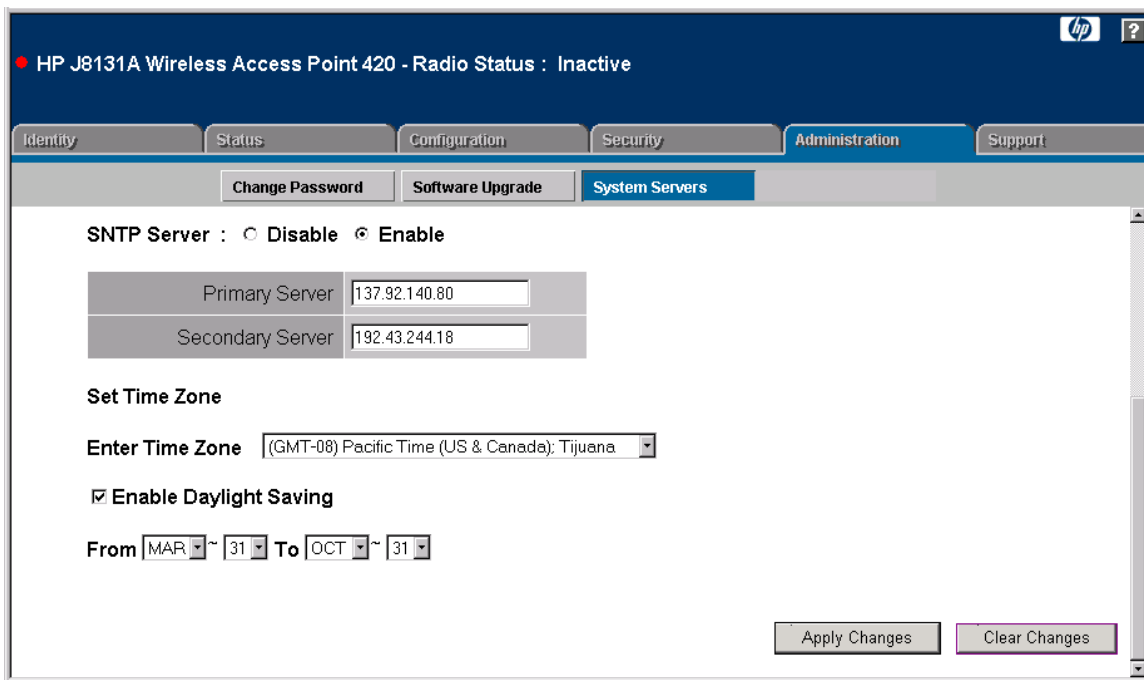 hp ?
HP J8131A Wireless Access Point 420 - Radio Status : Inactive
Identity Status Configuration Security Administration Support
Change Password Software Upgrade System Servers
SNTP Server : Disable Enable
Primary Server 137.92.140.80
Secondary Server 192.43.244.18
Set Time Zone
Enter Time Zone (GMT-08) Pacific Time (US & Canada); Tijuana
Enable Daylight Saving
From MAR ~ 31 To OCT ~ 31
Apply Changes Clear Changes